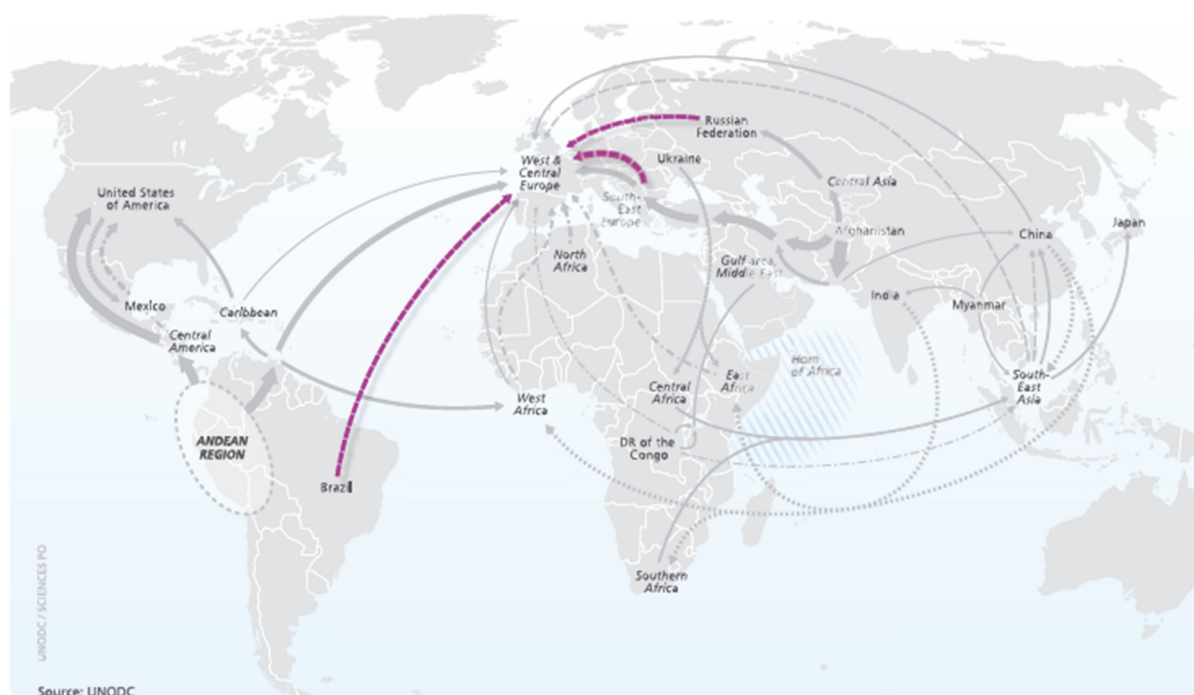 Russian
Federation
West &
Central
Europe
Ukraine
United States
of America
Central Asia
South-
East
Europe
Afghanistan
Japan
China
North
Africa
Gulf area,
Middle East
India
Myanmar
Mexico
Caribbean
Central
America
Horn
of Africa
West
Africa
Central
Africa
East
Africa
South-
East
Asia
ANDEAN
REGION
DR of the
Congo
Brazil
Southern
Africa
UNODC / SCIENCES PO
Source: UNODC